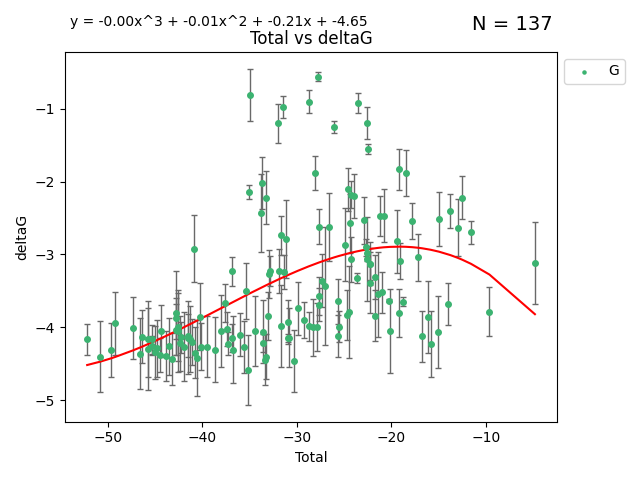 y = -0.00x^3 + -0.01x^2 + -0.21x + -4.65
N = 137
Total vs deltaG
G
−1
−2
−3
−4
−5
deltaG
−50
−40
−30
−20
−10
Total